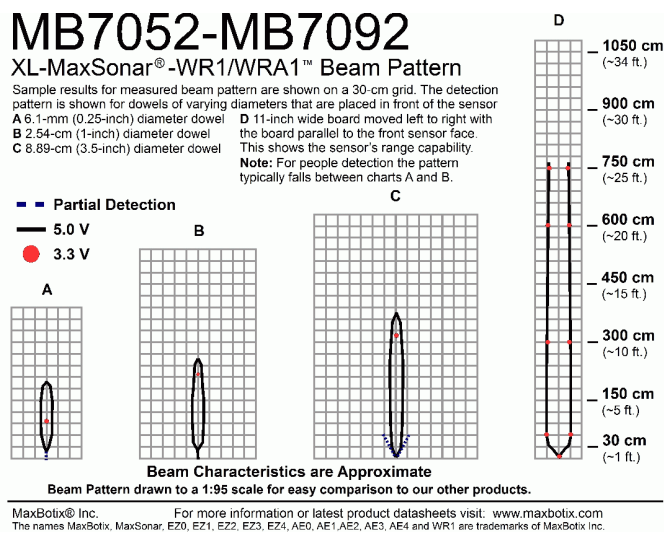 MB7052-MB7092
XL-MaxSonar®-WR1/WRA1™ Beam Pattern
Sample results for measured beam pattern are shown on a 30-cm grid. The detection
pattern is shown for dowels of varying diameters that are placed in front of the sensor
A 6.1-mm (0.25-inch) diameter dowel
B 2.54-cm (1-inch) diameter dowel
C 8.89-cm (3.5-inch) diameter dowel
D 11-inch wide board moved left to right with
the board parallel to the front sensor face.
This shows the sensor's range capability.
Note: For people detection the pattern
typically falls between charts A and B.
Partial Detection
5.0 V
3.3 V
A
B
C
D
1050 cm
(~34 ft.)
900 cm
(~30 ft.)
750 cm
(~25 ft.)
600 cm
(~20 ft.)
450 cm
(~15 ft.)
300 cm
(~10 ft.)
150 cm
(~5 ft.)
30 cm
(~1 ft.)
Beam Characteristics are Approximate
Beam Pattern drawn to a 1:95 scale for easy comparison to our other products.
MaxBotix® Inc. For more information or latest product datasheets visit: www.maxbotix.com
The names MaxBotix, MaxSonar, EZ0, EZ1, EZ2, EZ3, EZ4, AE0, AE1,AE2, AE3, AE4 and WR1 are trademarks of MaxBotix Inc.